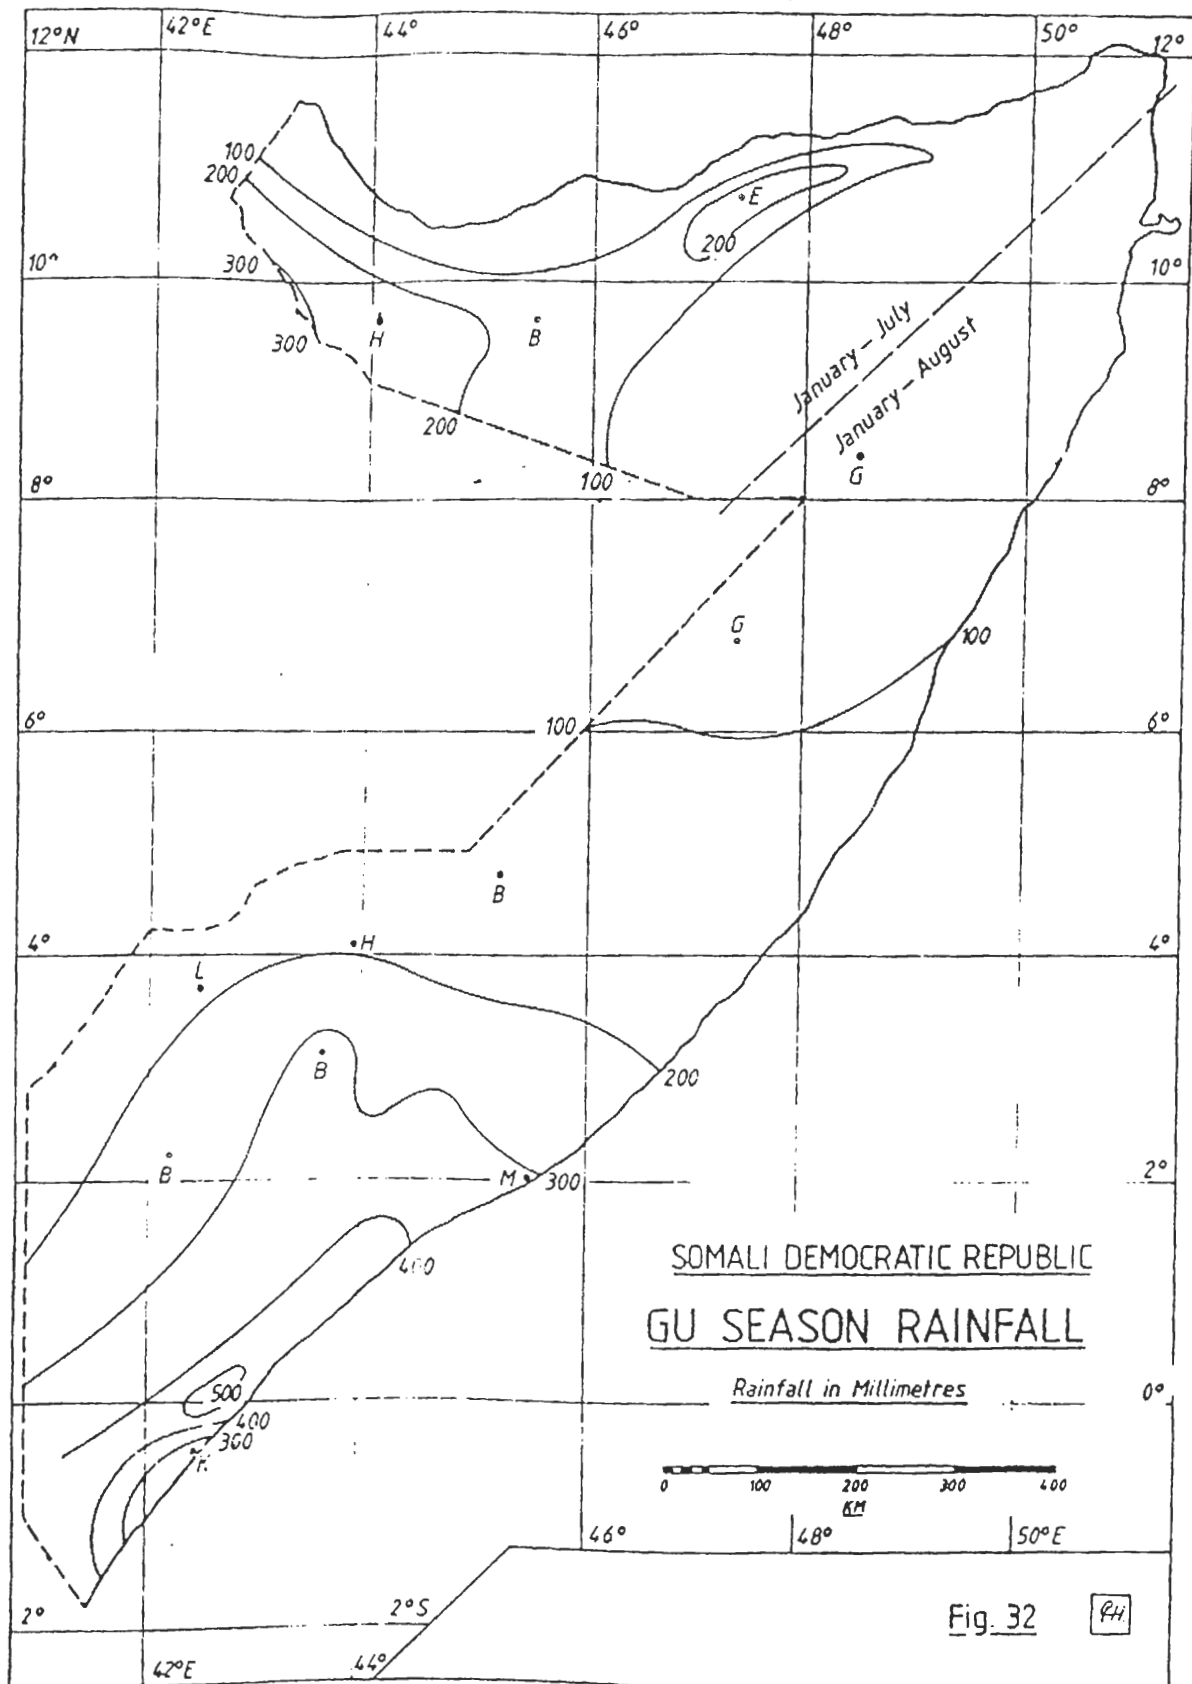 12°N 42°E 44° 46° 48° 50° 12°
100
200
E
200
10° 300 10°
300 H B
January-July
January-August
200
G
100
8° 8°
G
100
100
6° 6°
B
H
4° 4°
L
B
200
B
M 300 2°
400
SOMALI DEMOCRATIC REPUBLIC
GU SEASON RAINFALL
500 Rainfall in Millimetres 0°
400
300
K
0 100 200 300 400
KM
46° 48° 50°E
2° 2°S
Fig. 32
42°E 44°